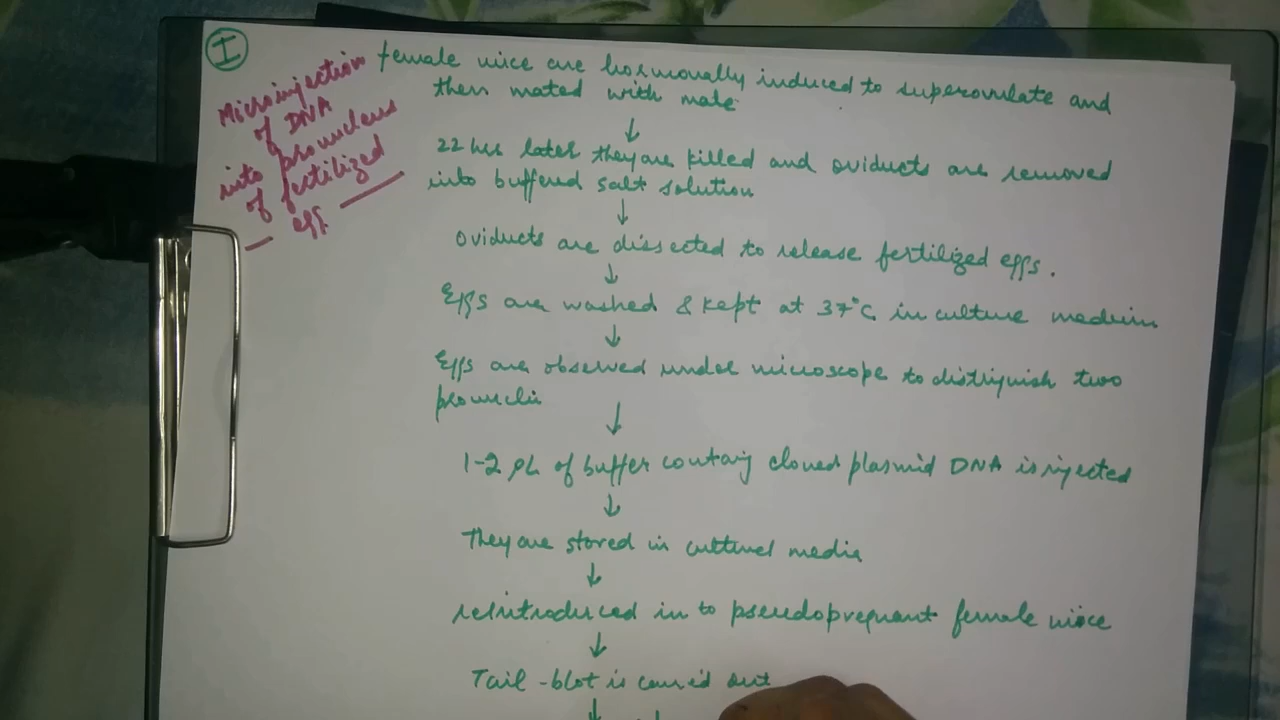 I
Microinjection
of DNA
into pronucleus
of fertilized
egg
female mice are hormonally induced to superovulate and
then mated with male
↓
22 hrs later they are killed and oviducts are removed
into buffered salt solution
↓
Oviducts are dissected to release fertilized eggs.
↓
Eggs are washed & kept at 37°C in culture medium
↓
Eggs are observed under microscope to distinguish two
pronuclii
↓
1-2 pL of buffer containg cloned plasmid DNA is injected
↓
They are stored in culturel media
↓
reintroduced in to pseudopregnant female mice
↓
Tail-blot is carried out
↓